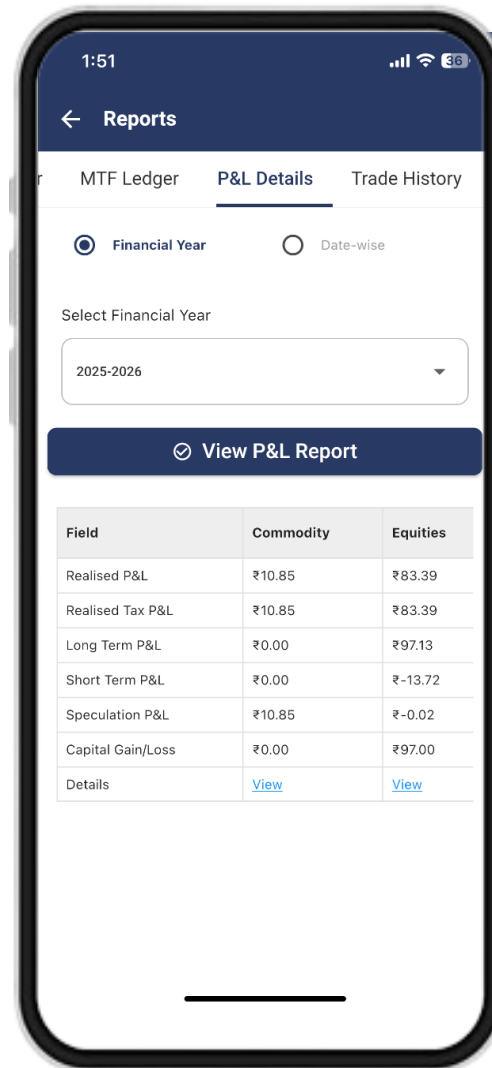 1:51 36
Reports
r MTF Ledger P&L Details Trade History
Financial Year Date-wise
Select Financial Year
2025-2026
View P&L Report
Field Commodity Equities
Realised P&L ₹10.85 ₹83.39
Realised Tax P&L ₹10.85 ₹83.39
Long Term P&L ₹0.00 ₹97.13
Short Term P&L ₹0.00 ₹-13.72
Speculation P&L ₹10.85 ₹-0.02
Capital Gain/Loss ₹0.00 ₹97.00
Details View View